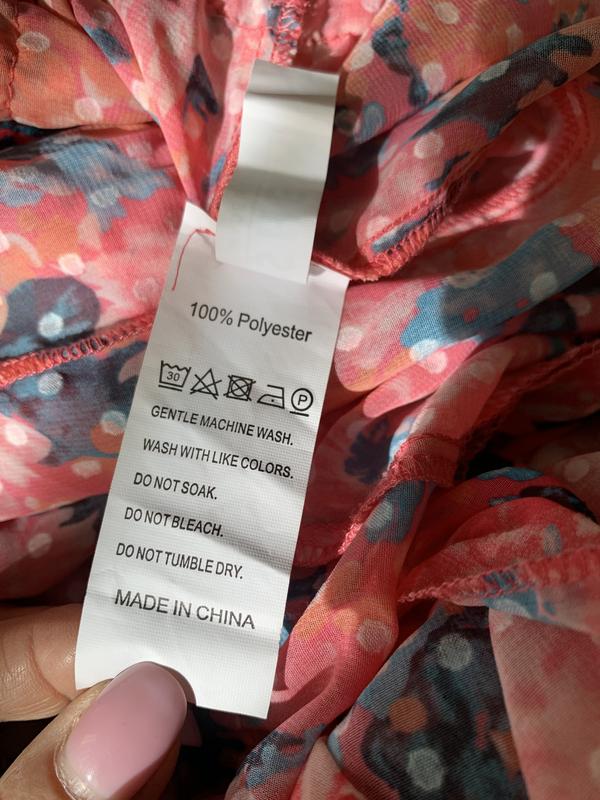 100% Polyester
30 P
GENTLE MACHINE WASH.
WASH WITH LIKE COLORS.
DO NOT SOAK.
DO NOT BLEACH.
DO NOT TUMBLE DRY.
MADE IN CHINA